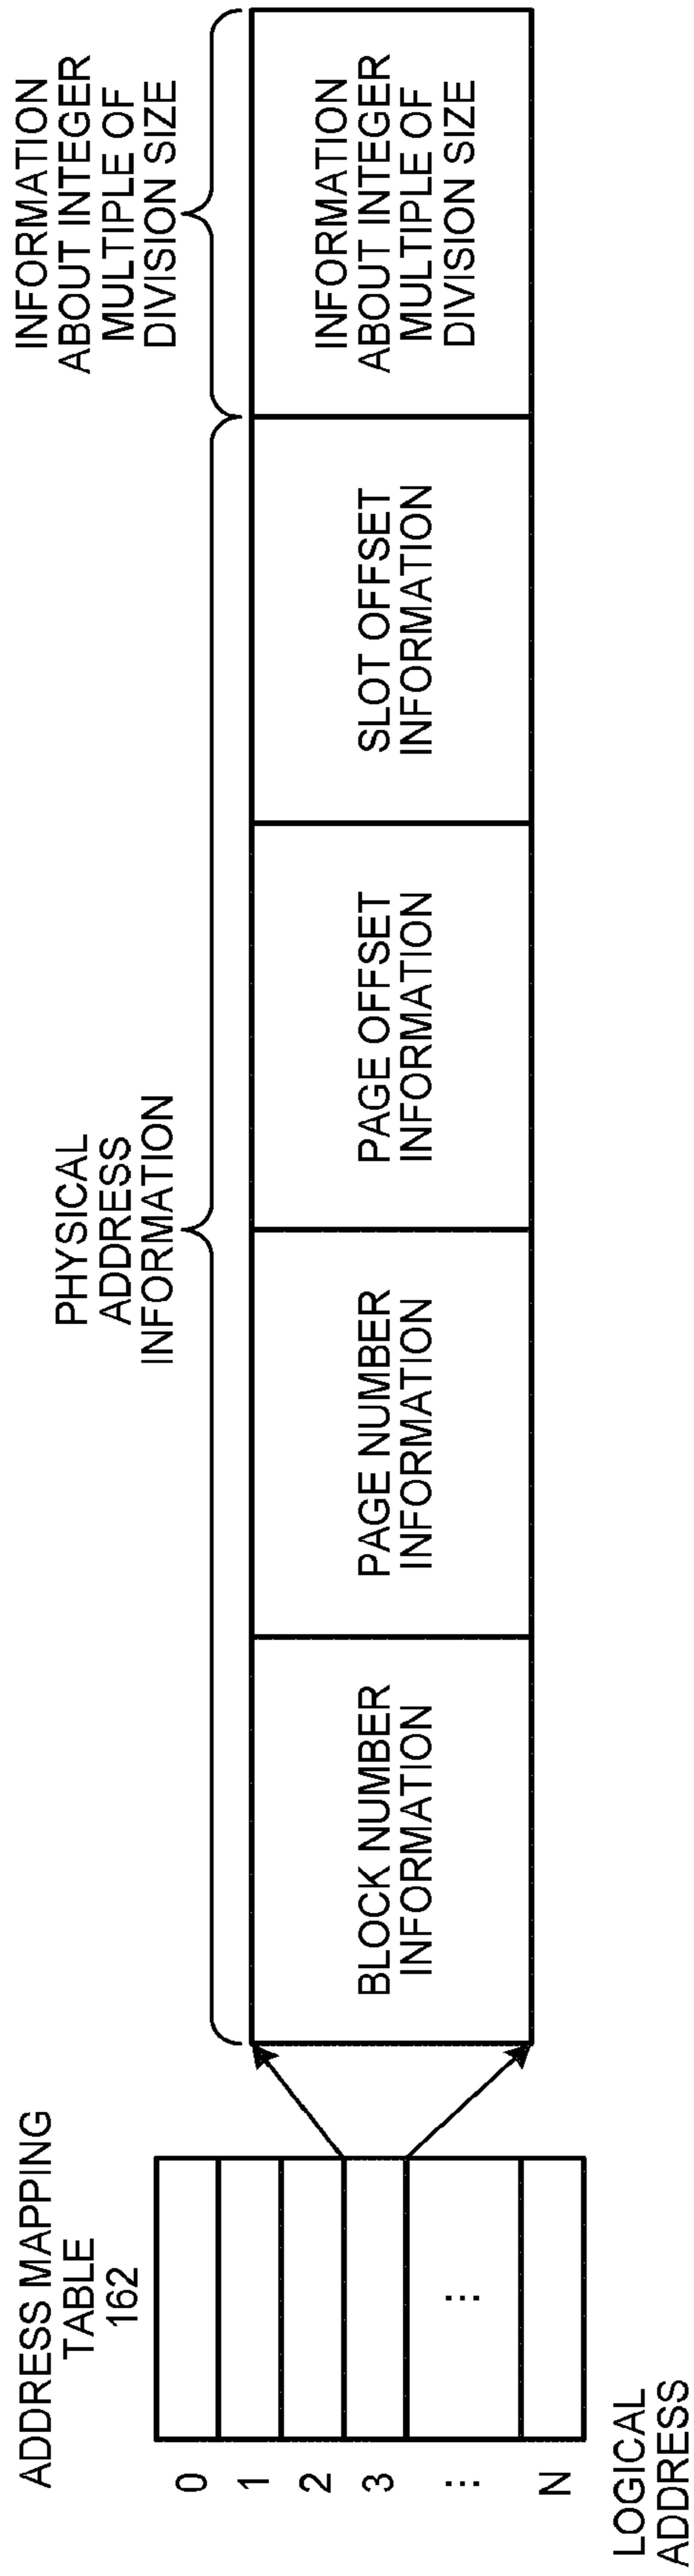 ADDRESS MAPPING
TABLE
162
0
1
2
3
...
...
N
LOGICAL
ADDRESS
PHYSICAL
ADDRESS
INFORMATION
INFORMATION
ABOUT INTEGER
MULTIPLE OF
DIVISION SIZE
BLOCK NUMBER
INFORMATION
PAGE NUMBER
INFORMATION
PAGE OFFSET
INFORMATION
SLOT OFFSET
INFORMATION
INFORMATION
ABOUT INTEGER
MULTIPLE OF
DIVISION SIZE